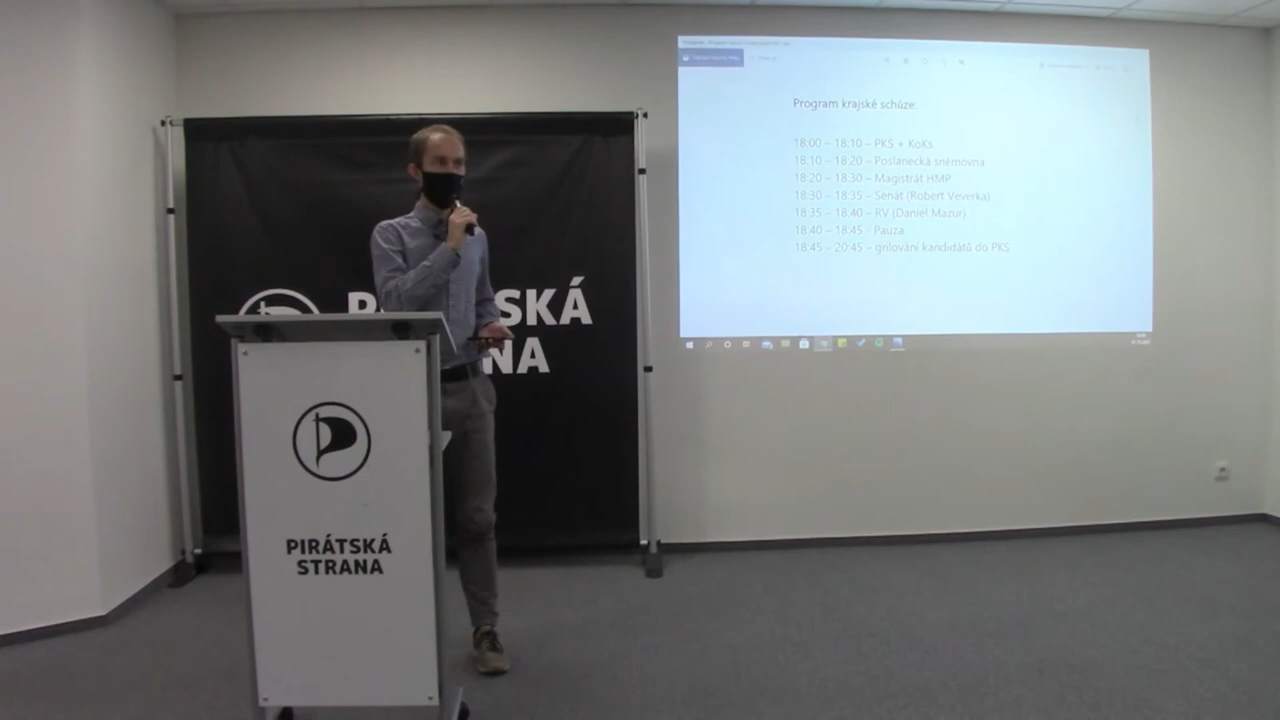 Program krajské schůze:
18:00 – 18:10 – PKS + KoKs
18:10 – 18:20 – Poslanecká sněmovna
18:20 – 18:30 – Magistrát HMP
18:30 – 18:35 – Senát (Robert Veverka)
18:35 – 18:40 – RV (Daniel Mazur)
18:40 – 18:45 - Pauza
18:45 – 20:45 – grilování kandidátů do PKS
P SKÁ
NA
PIRÁTSKÁ
STRANA